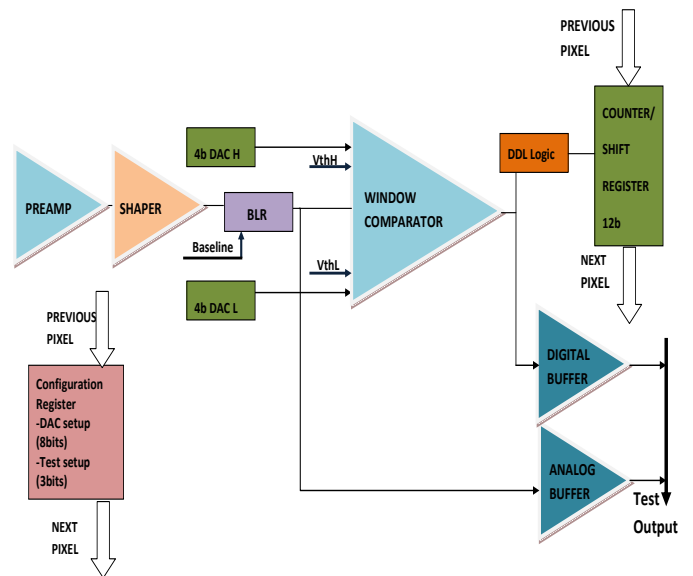 PREVIOUS
PIXEL
COUNTER/
SHIFT
REGISTER
12b
4b DAC H
VthH
DDL Logic
PREAMP
SHAPER
BLR
WINDOW
COMPARATOR
Baseline
VthL
4b DAC L
NEXT
PIXEL
PREVIOUS
PIXEL
Configuration
Register
-DAC setup
(8bits)
-Test setup
(3bits)
NEXT
PIXEL
DIGITAL
BUFFER
ANALOG
BUFFER
Test
Output